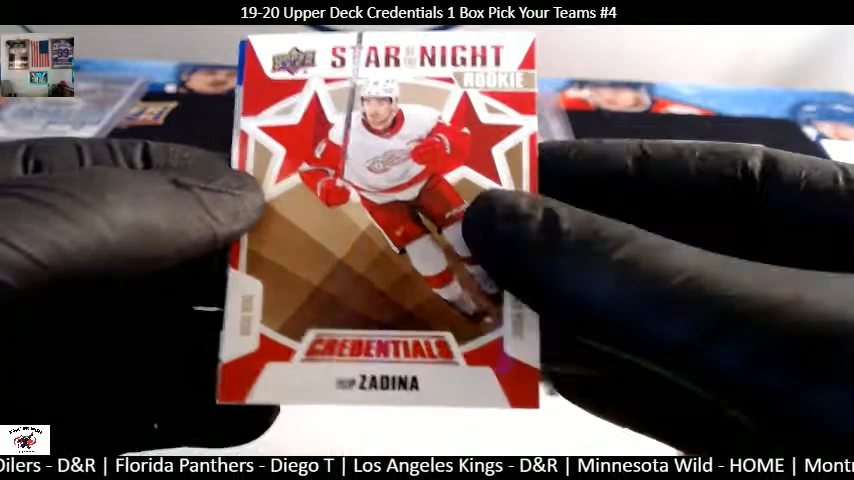 19-20 Upper Deck Credentials 1 Box Pick Your Teams #4
STAR OF THE NIGHT
ROOKIE
CREDENTIALS
FILIP ZADINA
Oilers - D&R | Florida Panthers - Diego T | Los Angeles Kings - D&R | Minnesota Wild - HOME | Montr